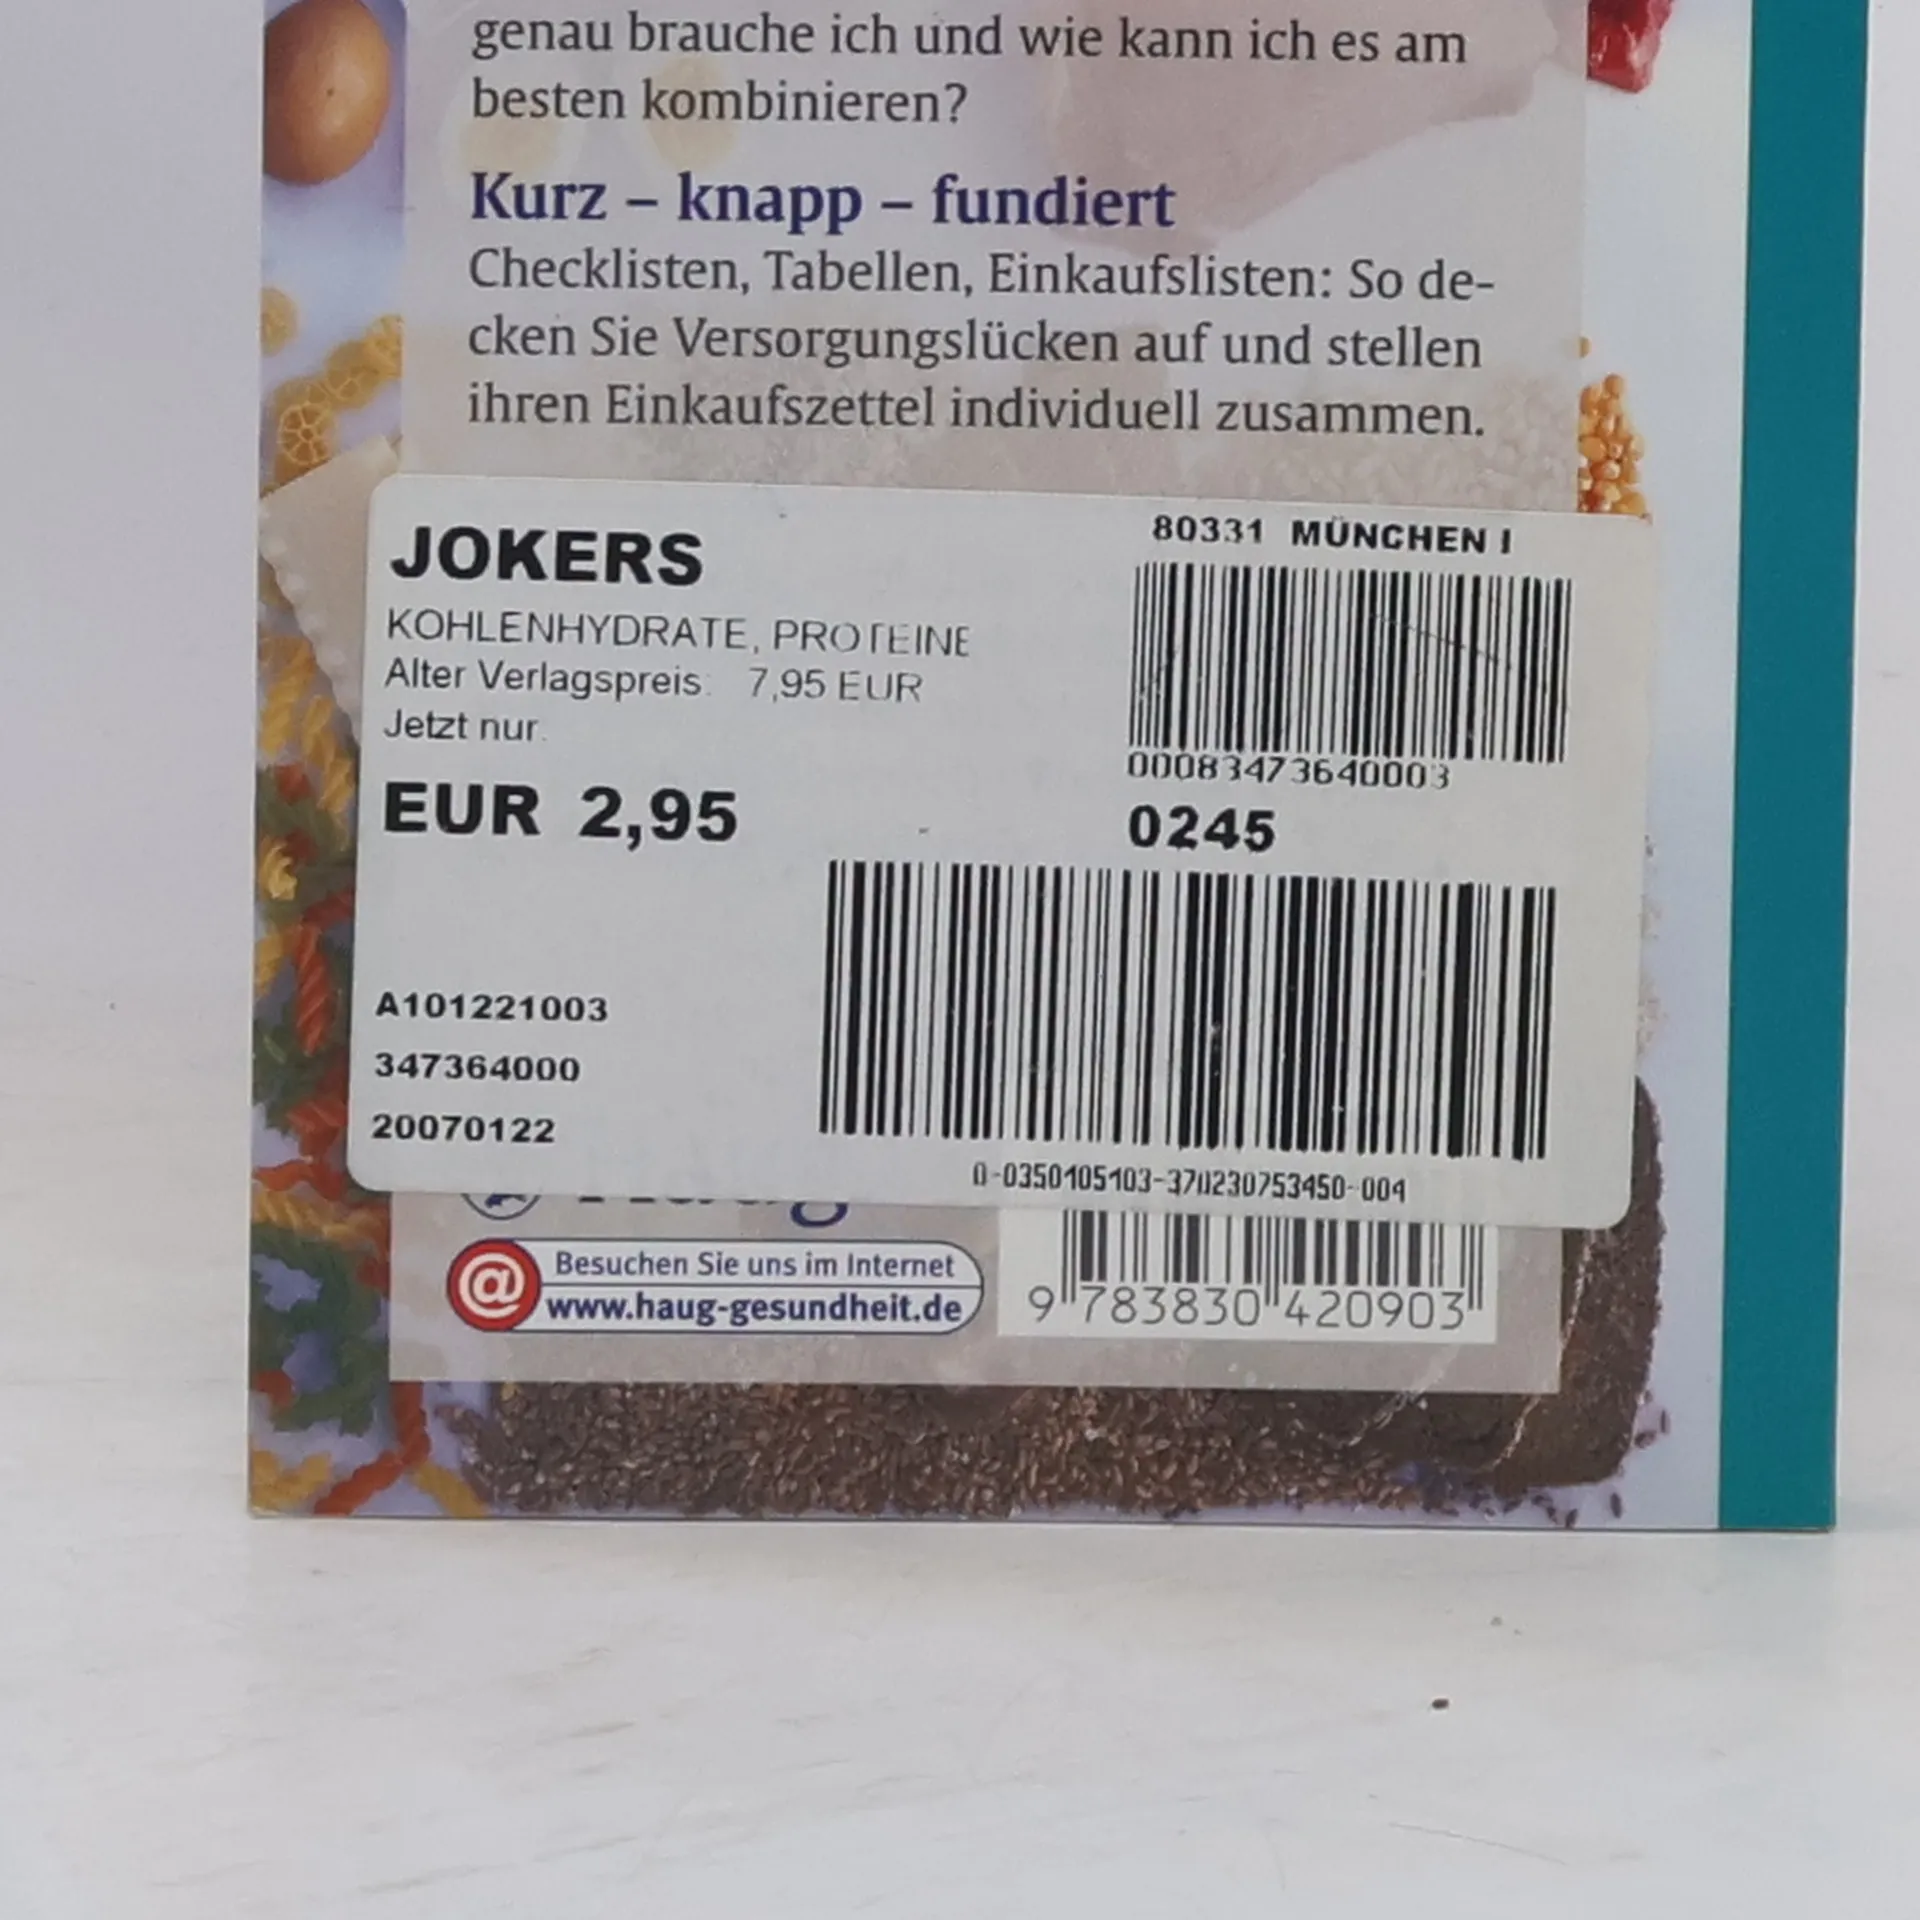 genau brauche ich und wie kann ich es am
besten kombinieren?
Kurz – knapp – fundiert
Checklisten, Tabellen, Einkaufslisten: So de-
cken Sie Versorgungslücken auf und stellen
ihren Einkaufszettel individuell zusammen.
JOKERS
KOHLENHYDRATE, PROTEINE
Alter Verlagspreis: 7,95 EUR
Jetzt nur:
EUR 2,95
80331 MÜNCHEN I
00083473640003
0245
A101221003
347364000
20070122
0-0350105103-370230753450-004
@ Besuchen Sie uns im Internet
www.haug-gesundheit.de
9 783830 420903